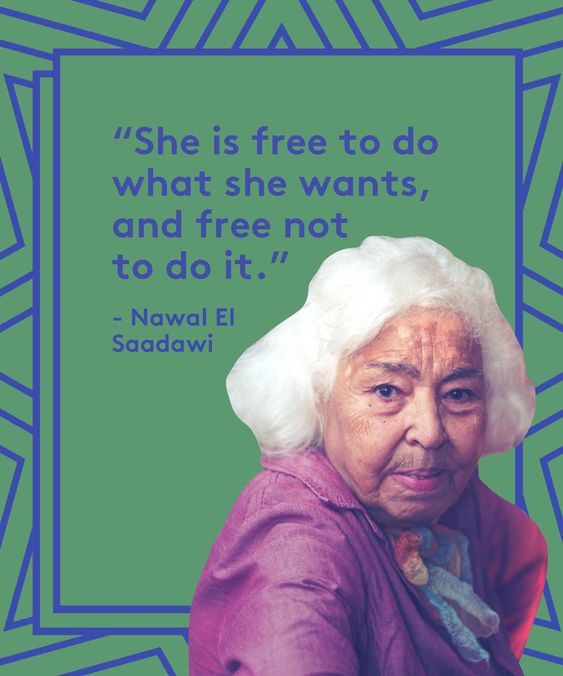 “She is free to do
what she wants,
and free not
to do it.”
- Nawal El
Saadawi